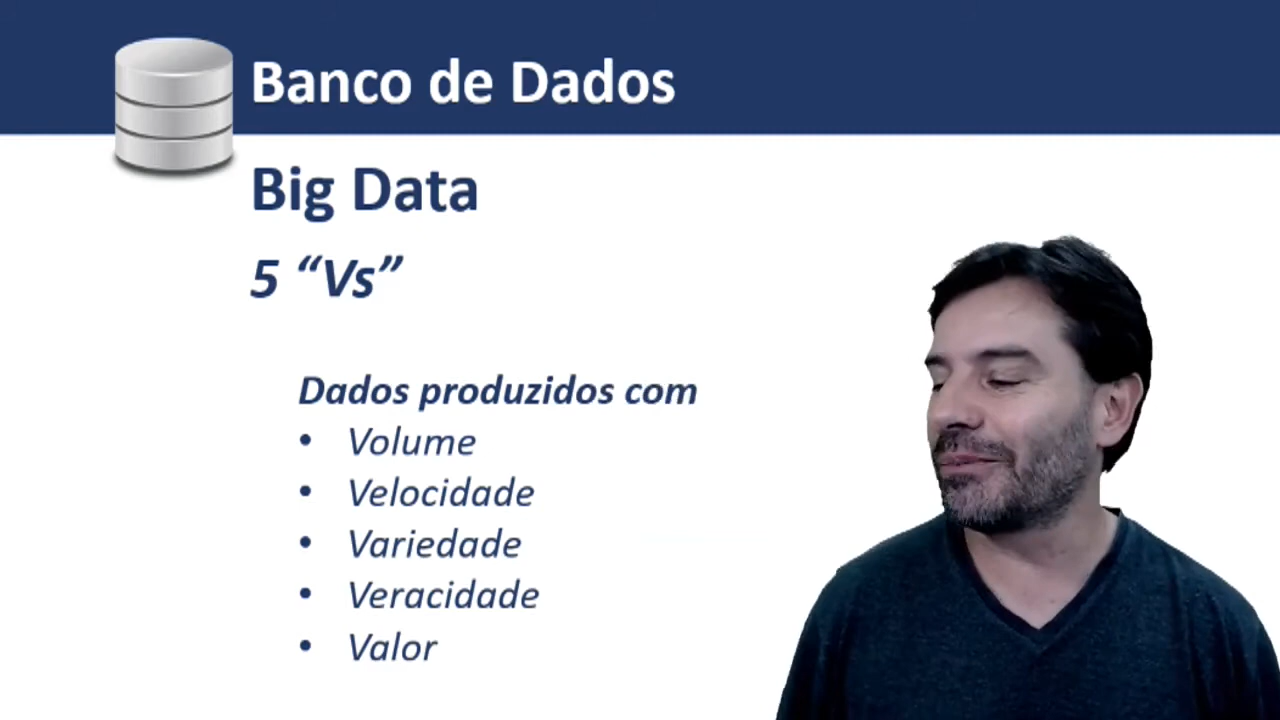 Banco de Dados
Big Data
5 “Vs”
Dados produzidos com
• Volume
• Velocidade
• Variedade
• Veracidade
• Valor